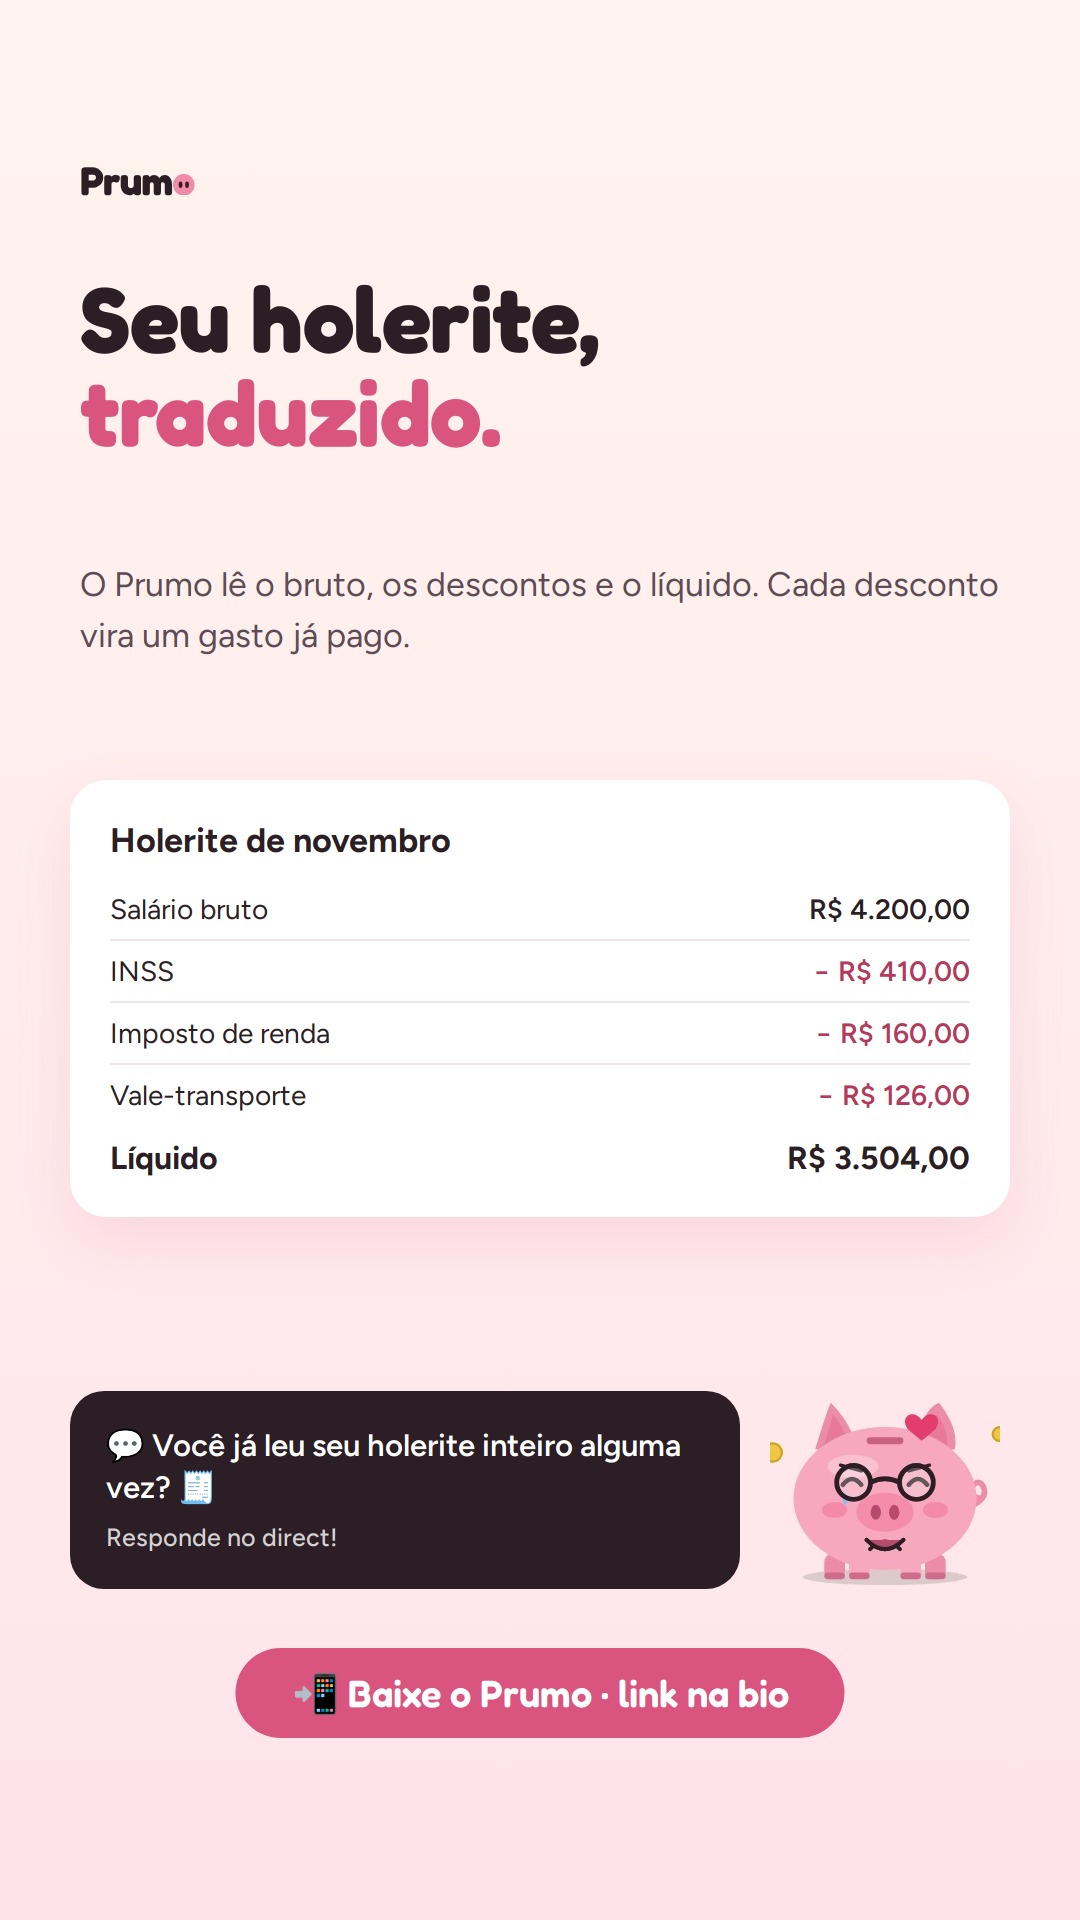 Prumo
Seu holerite,
traduzido.
O Prumo lê o bruto, os descontos e o líquido. Cada desconto
vira um gasto já pago.
Holerite de novembro
Salário bruto R$ 4.200,00
INSS – R$ 410,00
Imposto de renda – R$ 160,00
Vale-transporte – R$ 126,00
Líquido R$ 3.504,00
💬 Você já leu seu holerite inteiro alguma
vez? 🧾
Responde no direct!
📲 Baixe o Prumo · link na bio